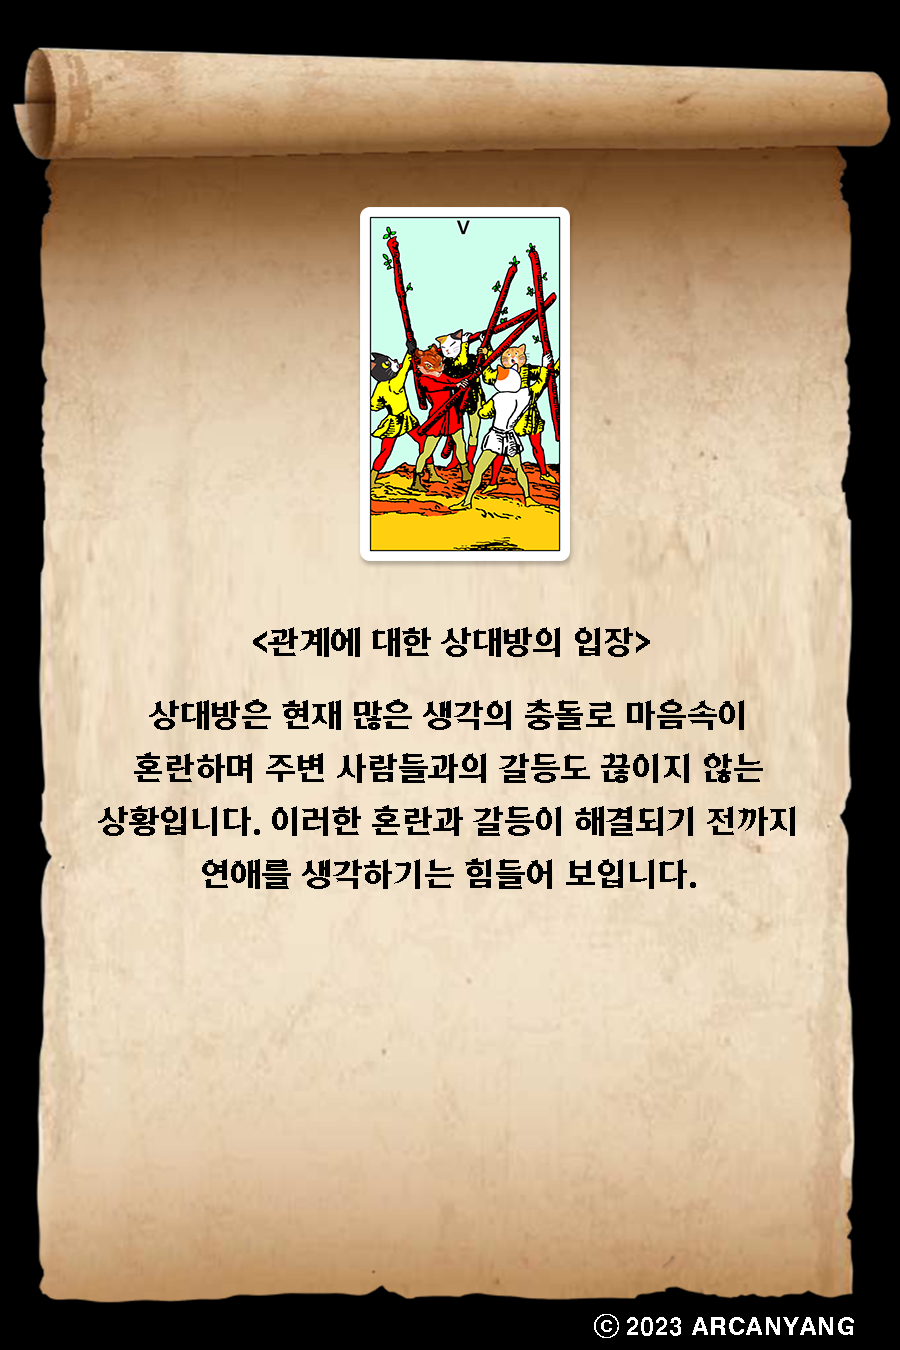 V
<관계에 대한 상대방의 입장>
상대방은 현재 많은 생각의 충돌로 마음속이
혼란하며 주변 사람들과의 갈등도 끊이지 않는
상황입니다. 이러한 혼란과 갈등이 해결되기 전까지
연애를 생각하기는 힘들어 보입니다.
ⓒ 2023 ARCANYANG